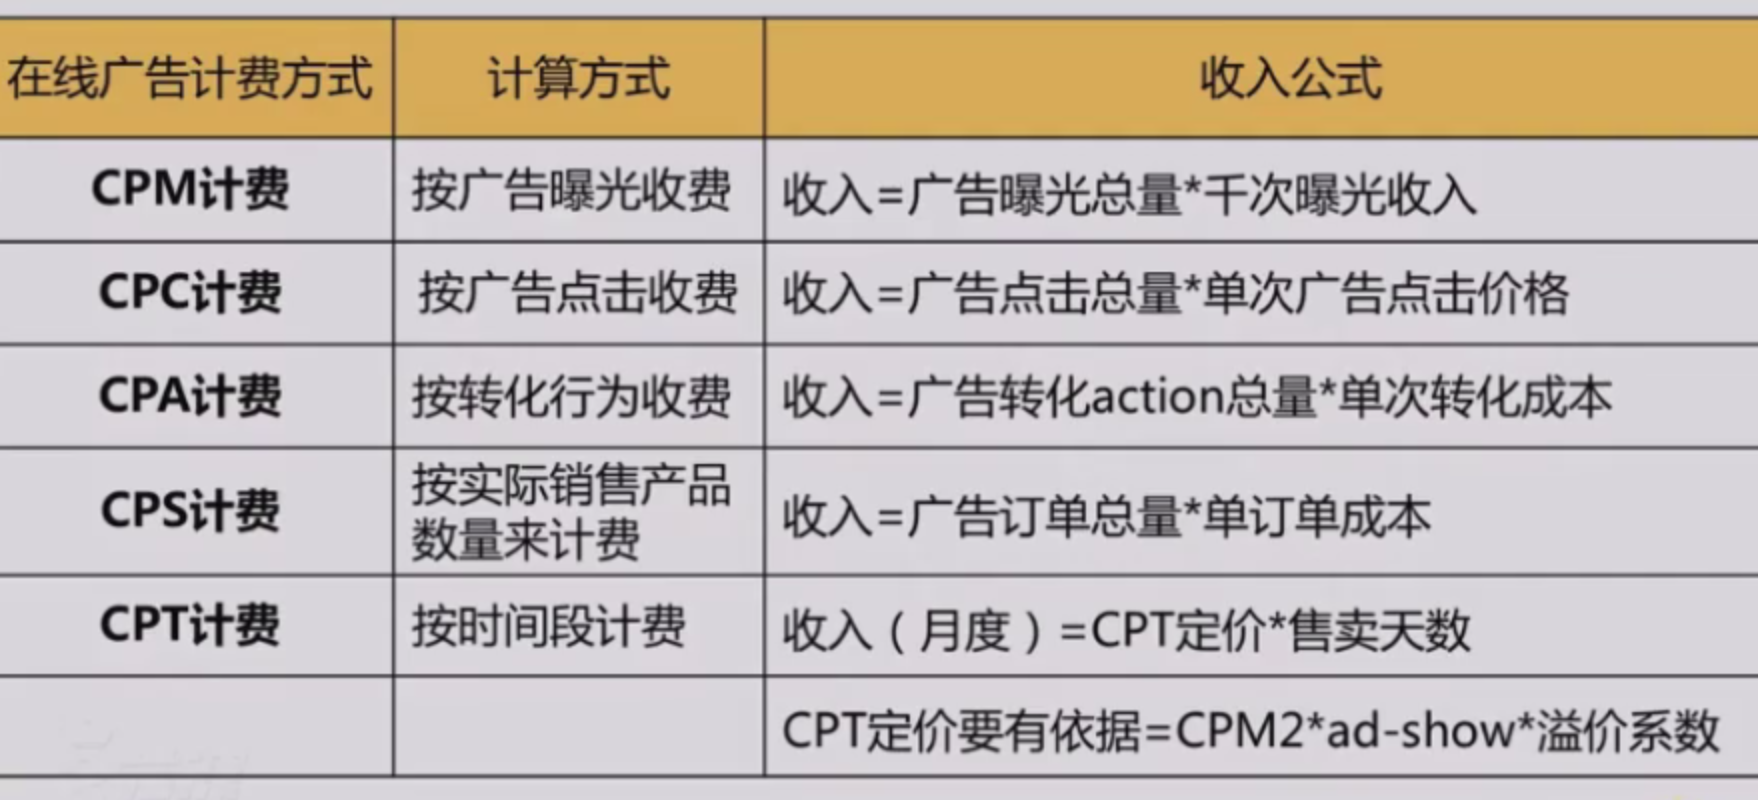 在线广告计费方式 计算方式 收入公式
CPM计费 按广告曝光收费 收入=广告曝光总量*千次曝光收入
CPC计费 按广告点击收费 收入=广告点击总量*单次广告点击价格
CPA计费 按转化行为收费 收入=广告转化action总量*单次转化成本
CPS计费 按实际销售产品
数量来计费 收入=广告订单总量*单订单成本
CPT计费 按时间段计费 收入（月度）=CPT定价*售卖天数
CPT定价要有依据=CPM2*ad-show*溢价系数